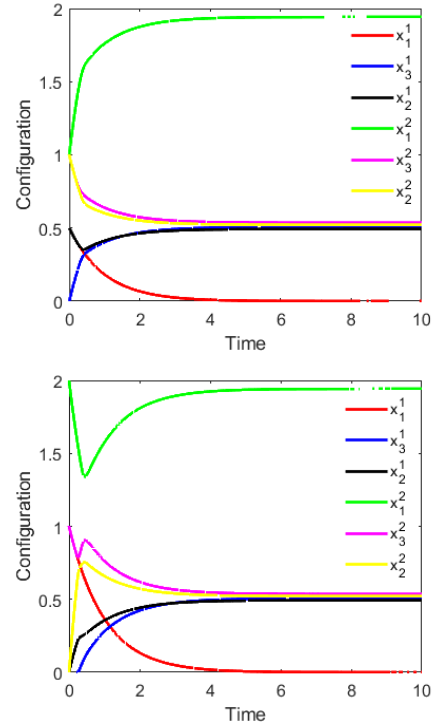 2
1.5
1
0.5
0
Configuration
0 2 4 6 8 10
Time
x₁¹
x₃¹
x₂¹
x₁²
x₃²
x₂²
2
1.5
1
0.5
0
Configuration
0 2 4 6 8 10
Time
x₁¹
x₃¹
x₂¹
x₁²
x₃²
x₂²